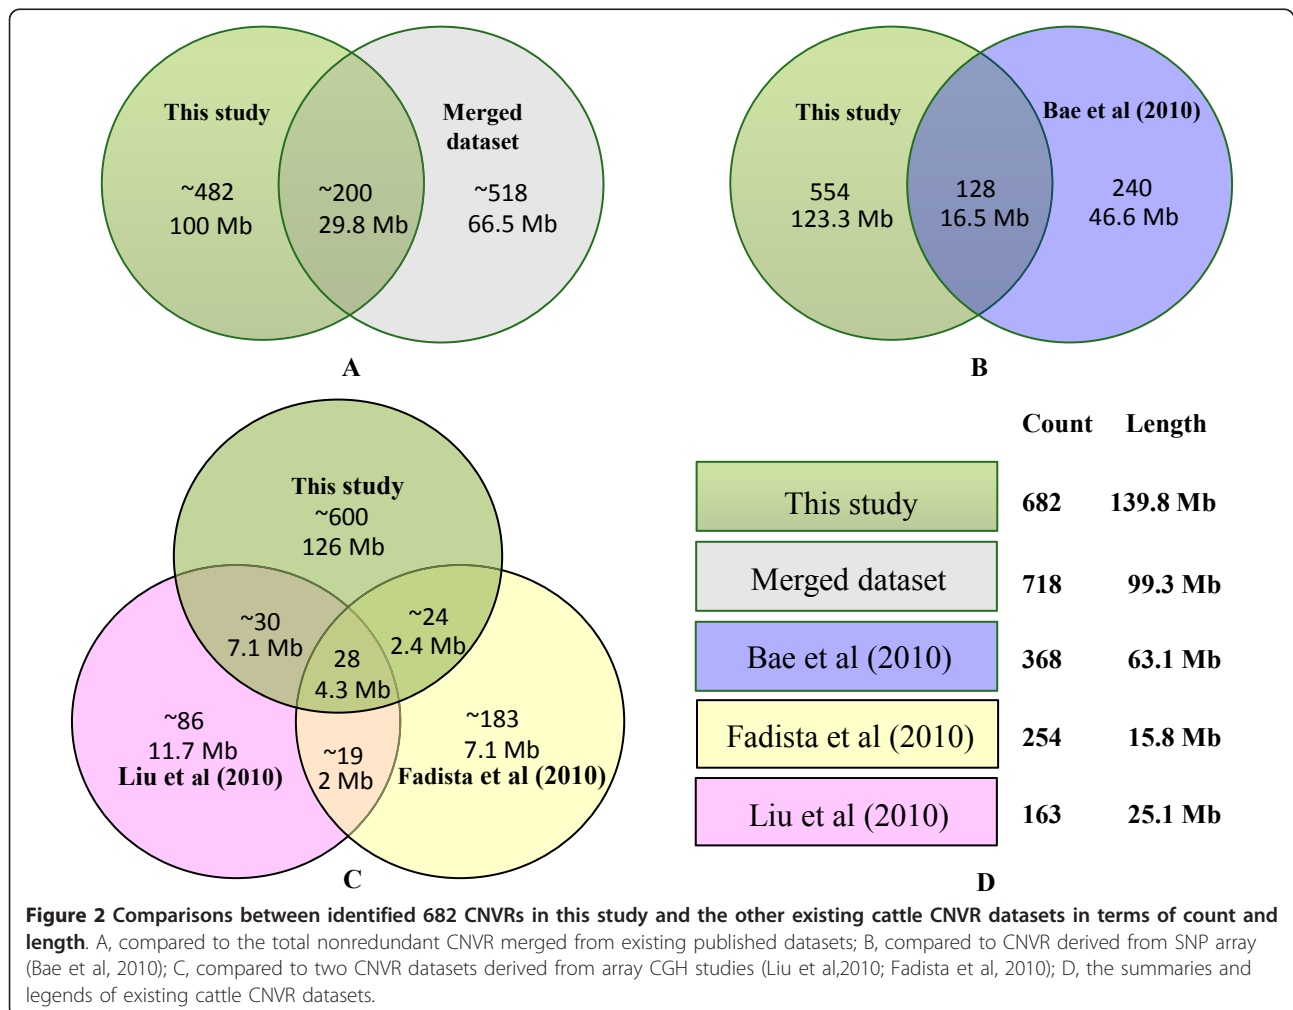 This study
~482
100 Mb
~200
29.8 Mb
Merged
dataset
~518
66.5 Mb
A
This study
554
123.3 Mb
128
16.5 Mb
Bae et al (2010)
240
46.6 Mb
B
This study
~600
126 Mb
~30
7.1 Mb
~24
2.4 Mb
28
4.3 Mb
~86
11.7 Mb
Liu et al (2010)
~19
2 Mb
~183
7.1 Mb
Fadista et al (2010)
C
Count Length
This study 682 139.8 Mb
Merged dataset 718 99.3 Mb
Bae et al (2010) 368 63.1 Mb
Fadista et al (2010) 254 15.8 Mb
Liu et al (2010) 163 25.1 Mb
D
Figure 2 Comparisons between identified 682 CNVRs in this study and the other existing cattle CNVR datasets in terms of count and
length. A, compared to the total nonredundant CNVR merged from existing published datasets; B, compared to CNVR derived from SNP array
(Bae et al, 2010); C, compared to two CNVR datasets derived from array CGH studies (Liu et al,2010; Fadista et al, 2010); D, the summaries and
legends of existing cattle CNVR datasets.